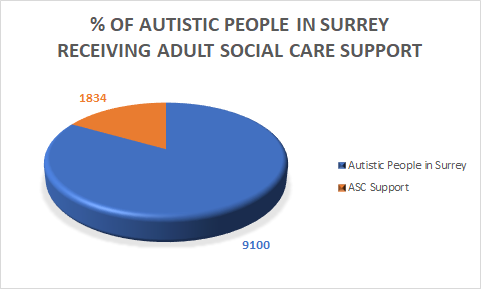 % OF AUTISTIC PEOPLE IN SURREY
RECEIVING ADULT SOCIAL CARE SUPPORT
1834
Autistic People in Surrey
ASC Support
9100